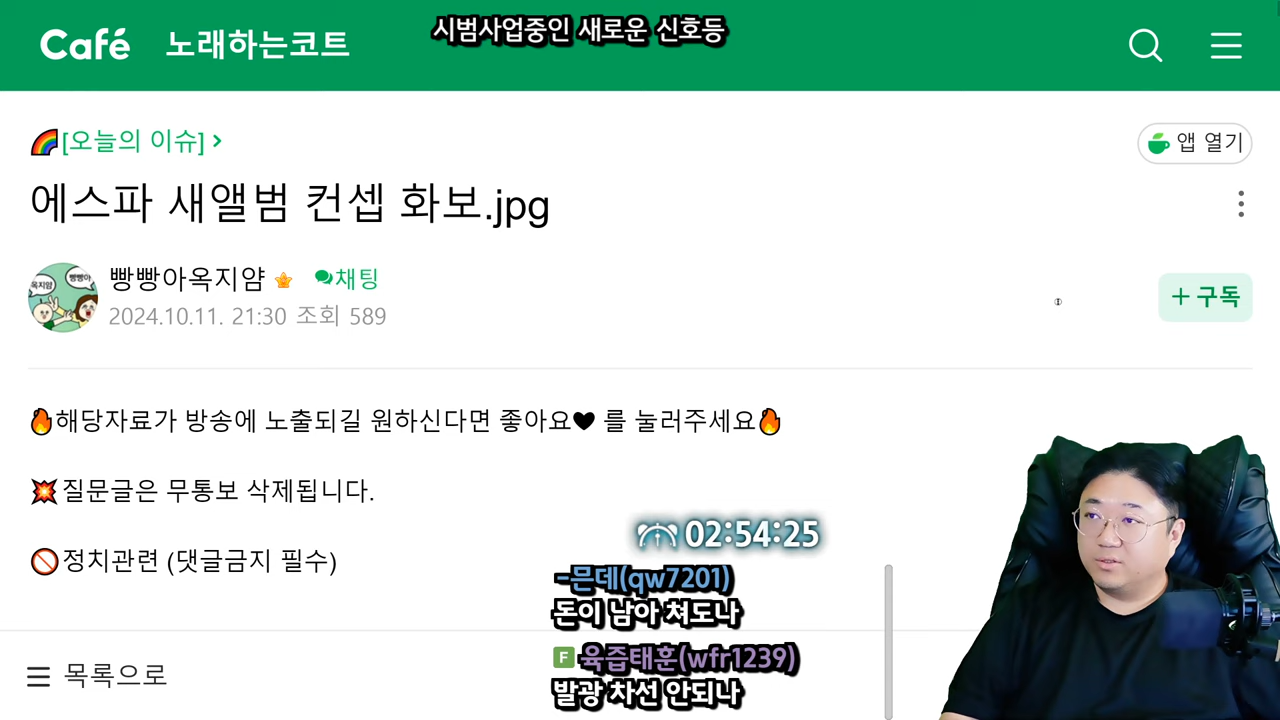 시범사업중인 새로운 신호등
Café 노래하는코트
[오늘의 이슈] >
앱 열기
에스파 새앨범 컨셉 화보.jpg
빵빵아옥지얌 채팅
옥지얌 빵빵아
2024.10.11. 21:30 조회 589
+ 구독
🔥해당자료가 방송에 노출되길 원하신다면 좋아요🖤 를 눌러주세요🔥
💥질문글은 무통보 삭제됩니다.
🚫정치관련 (댓글금지 필수)
02:54:25
-믄데(qw7201)
돈이 남아 쳐도나
F 육즙태훈(wfr1239)
발광 차선 안되나
목록으로